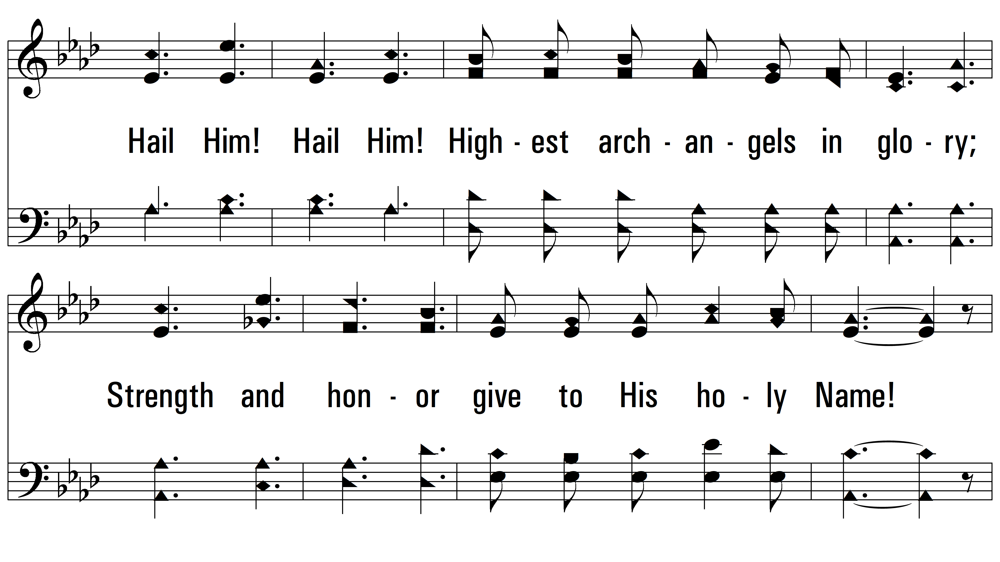 Hail Him! Hail Him! High - est arch - an - gels in glo - ry;
Strength and hon - or give to His ho - ly Name!